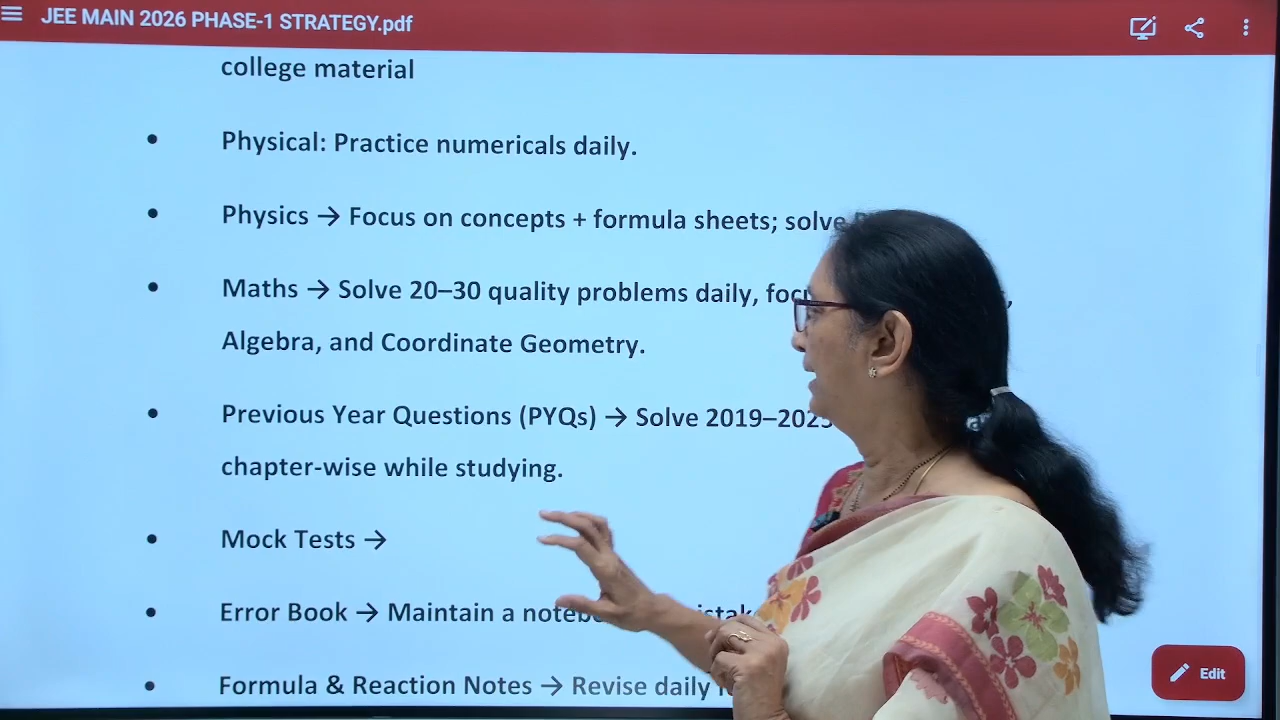 JEE MAIN 2026 PHASE-1 STRATEGY.pdf
college material
• Physical: Practice numericals daily.
• Physics → Focus on concepts + formula sheets; solve
• Maths → Solve 20–30 quality problems daily,
Algebra, and Coordinate Geometry.
• Previous Year Questions (PYQs) → Solve 2019–2025
chapter-wise while studying.
• Mock Tests →
• Error Book → Maintain a
• Formula & Reaction Notes → Revise daily
Edit